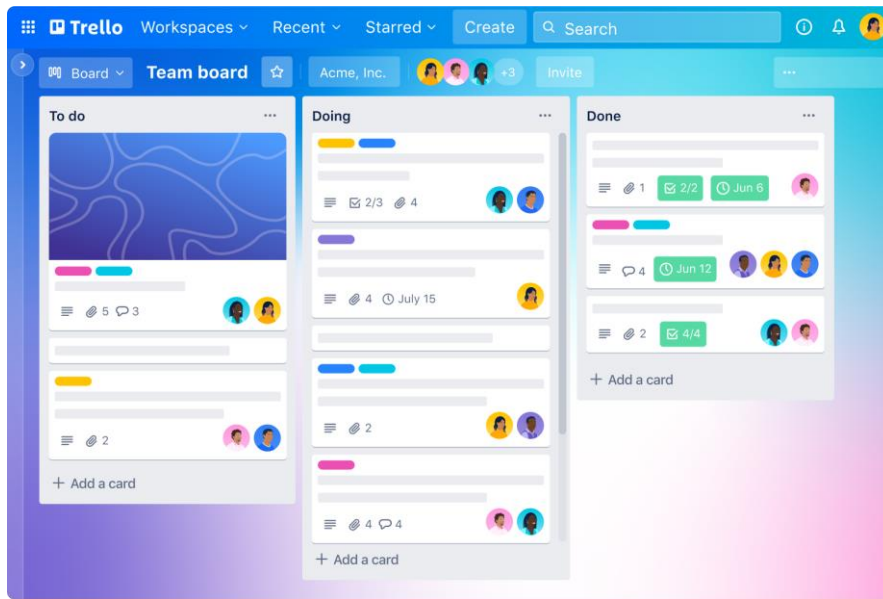 Trello Workspaces Recent Starred Create Search
Board Team board Acme, Inc. +3 Invite
To do
5 3
2
+ Add a card
Doing
2/3 4
4 July 15
2
4 4
+ Add a card
Done
1 2/2 Jun 6
4 Jun 12
2 4/4
+ Add a card